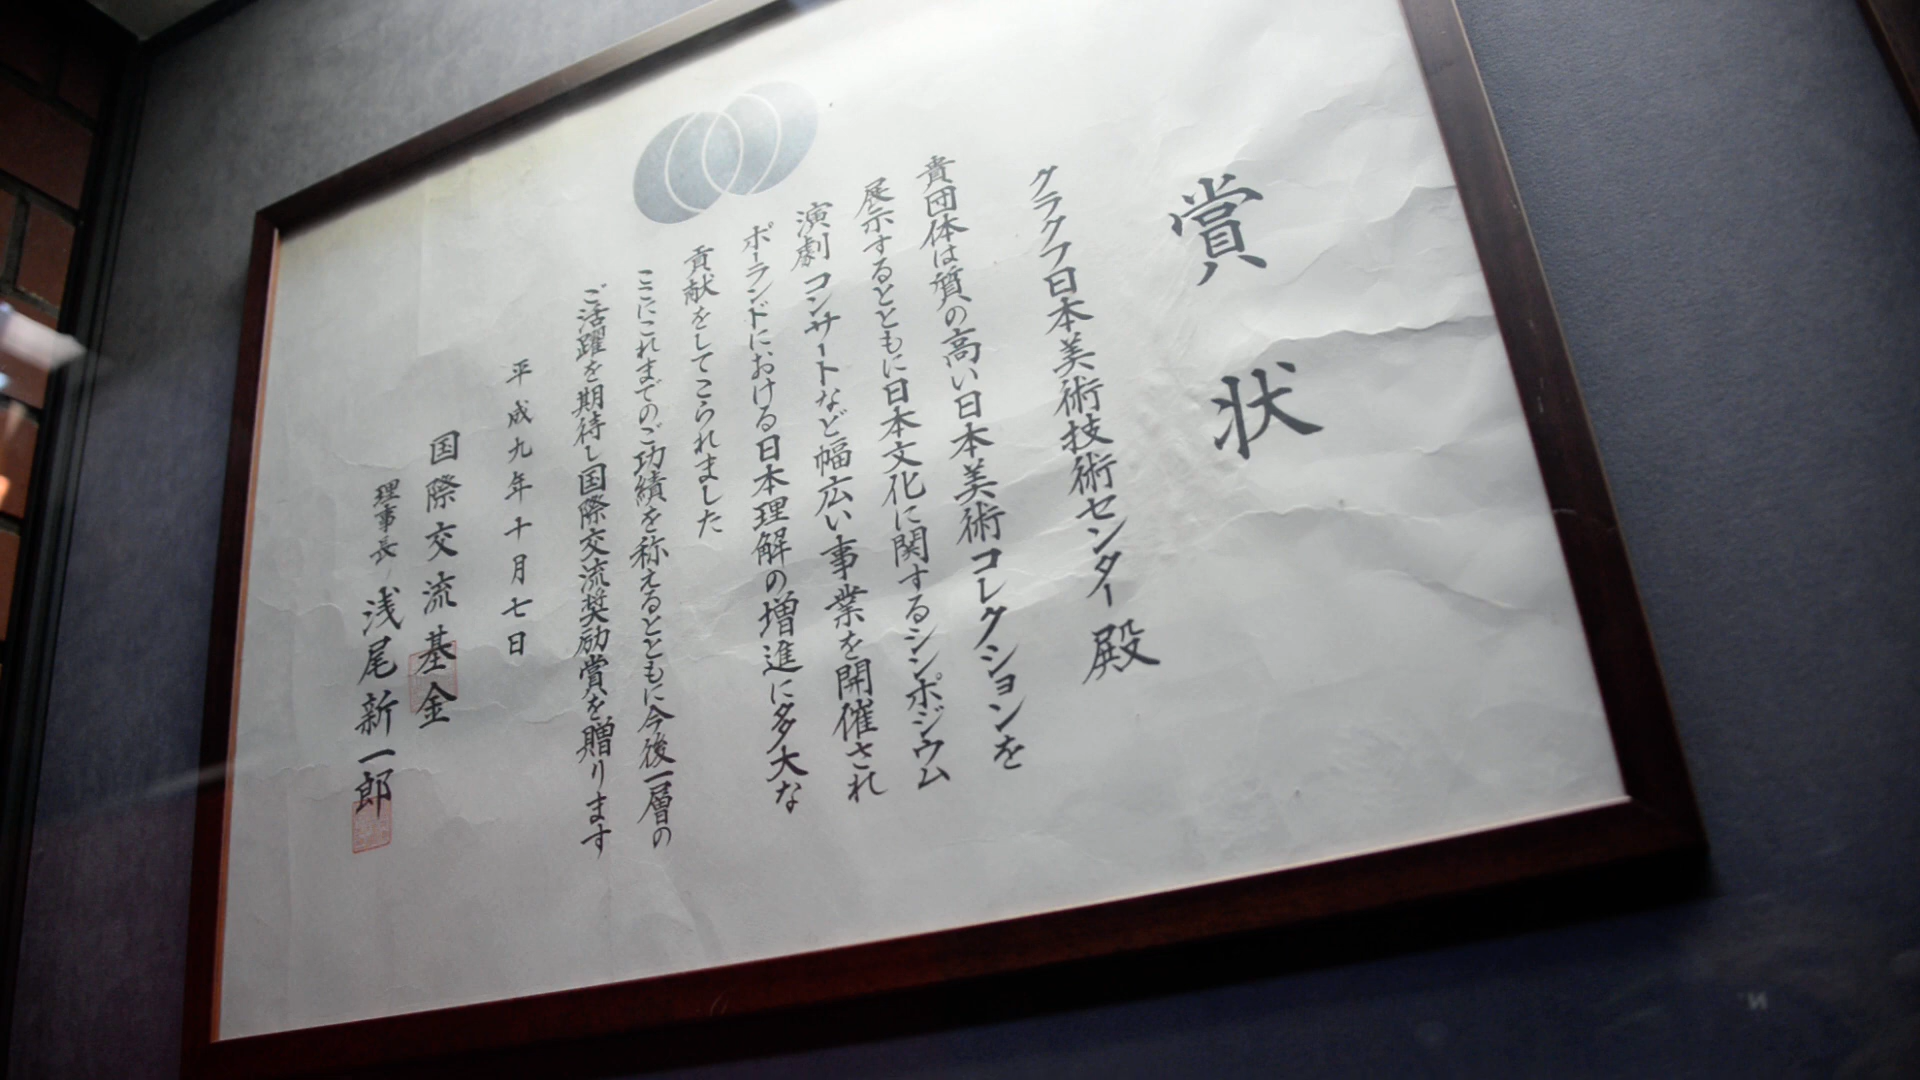 賞状
クラクフ日本美術技術センター殿
貴団体は質の高い日本美術コレクションを
展示するとともに日本文化に関するシンポジウム
演劇 コンサートなど幅広い事業を開催され
ポーランドにおける日本理解の増進に多大な
貢献をしてこられました
ここにこれまでのご功績を称えるとともに今後一層の
ご活躍を期待し国際交流奨励賞を贈ります
平成九年十月七日
国際交流基金
理事長 浅尾新一郎